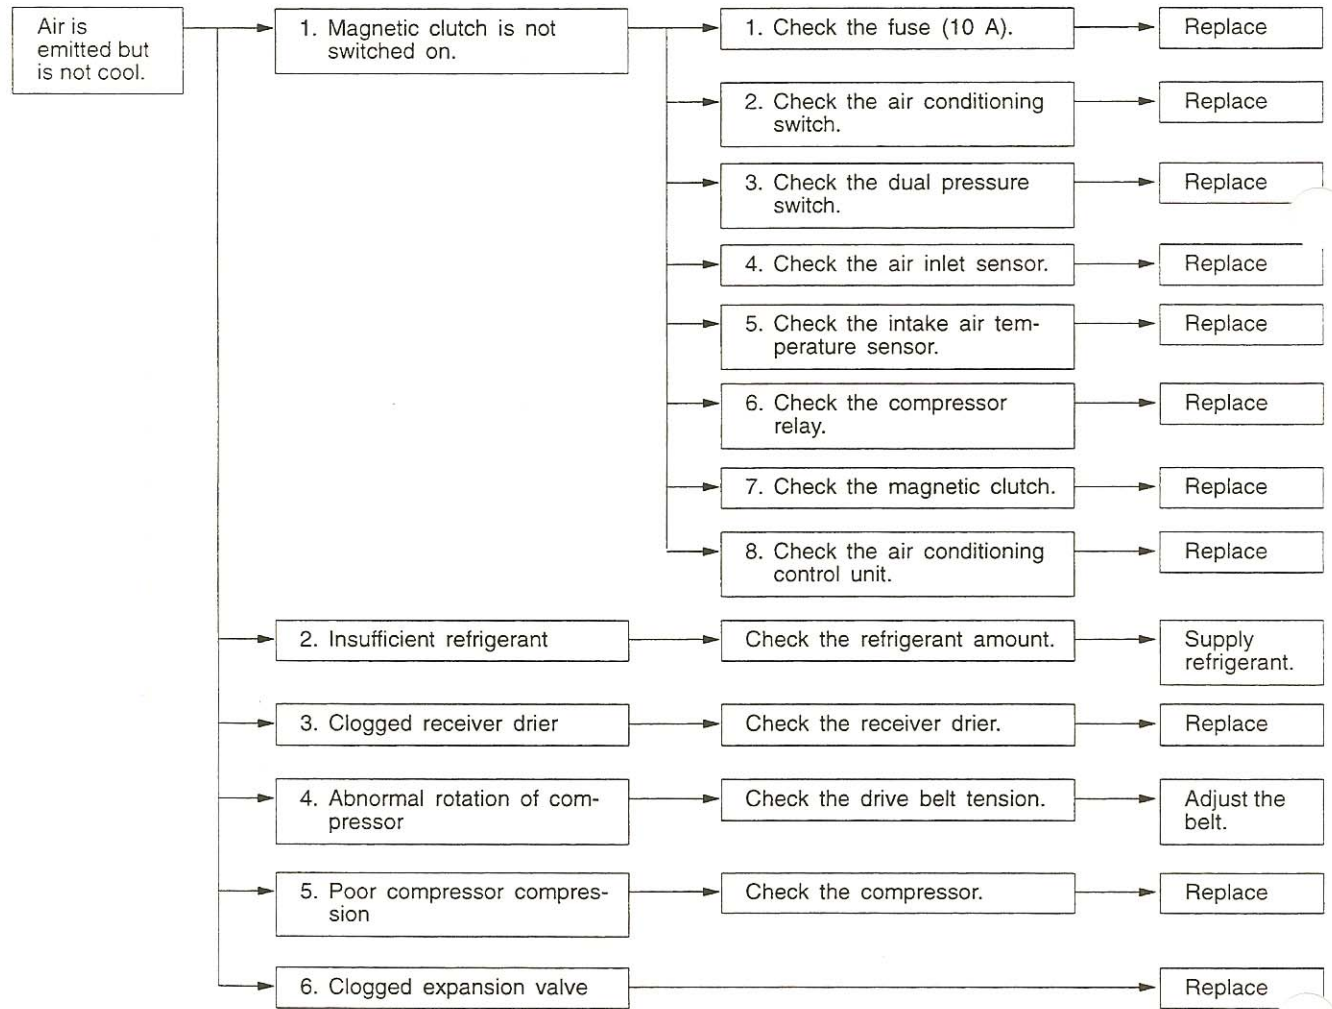 Air is
emitted but
is not cool.
1. Magnetic clutch is not
switched on.
1. Check the fuse (10 A).
Replace
2. Check the air conditioning
switch.
Replace
3. Check the dual pressure
switch.
Replace
4. Check the air inlet sensor.
Replace
5. Check the intake air tem-
perature sensor.
Replace
6. Check the compressor
relay.
Replace
7. Check the magnetic clutch.
Replace
8. Check the air conditioning
control unit.
Replace
2. Insufficient refrigerant
Check the refrigerant amount.
Supply
refrigerant.
3. Clogged receiver drier
Check the receiver drier.
Replace
4. Abnormal rotation of com-
pressor
Check the drive belt tension.
Adjust the
belt.
5. Poor compressor compres-
sion
Check the compressor.
Replace
6. Clogged expansion valve
Replace